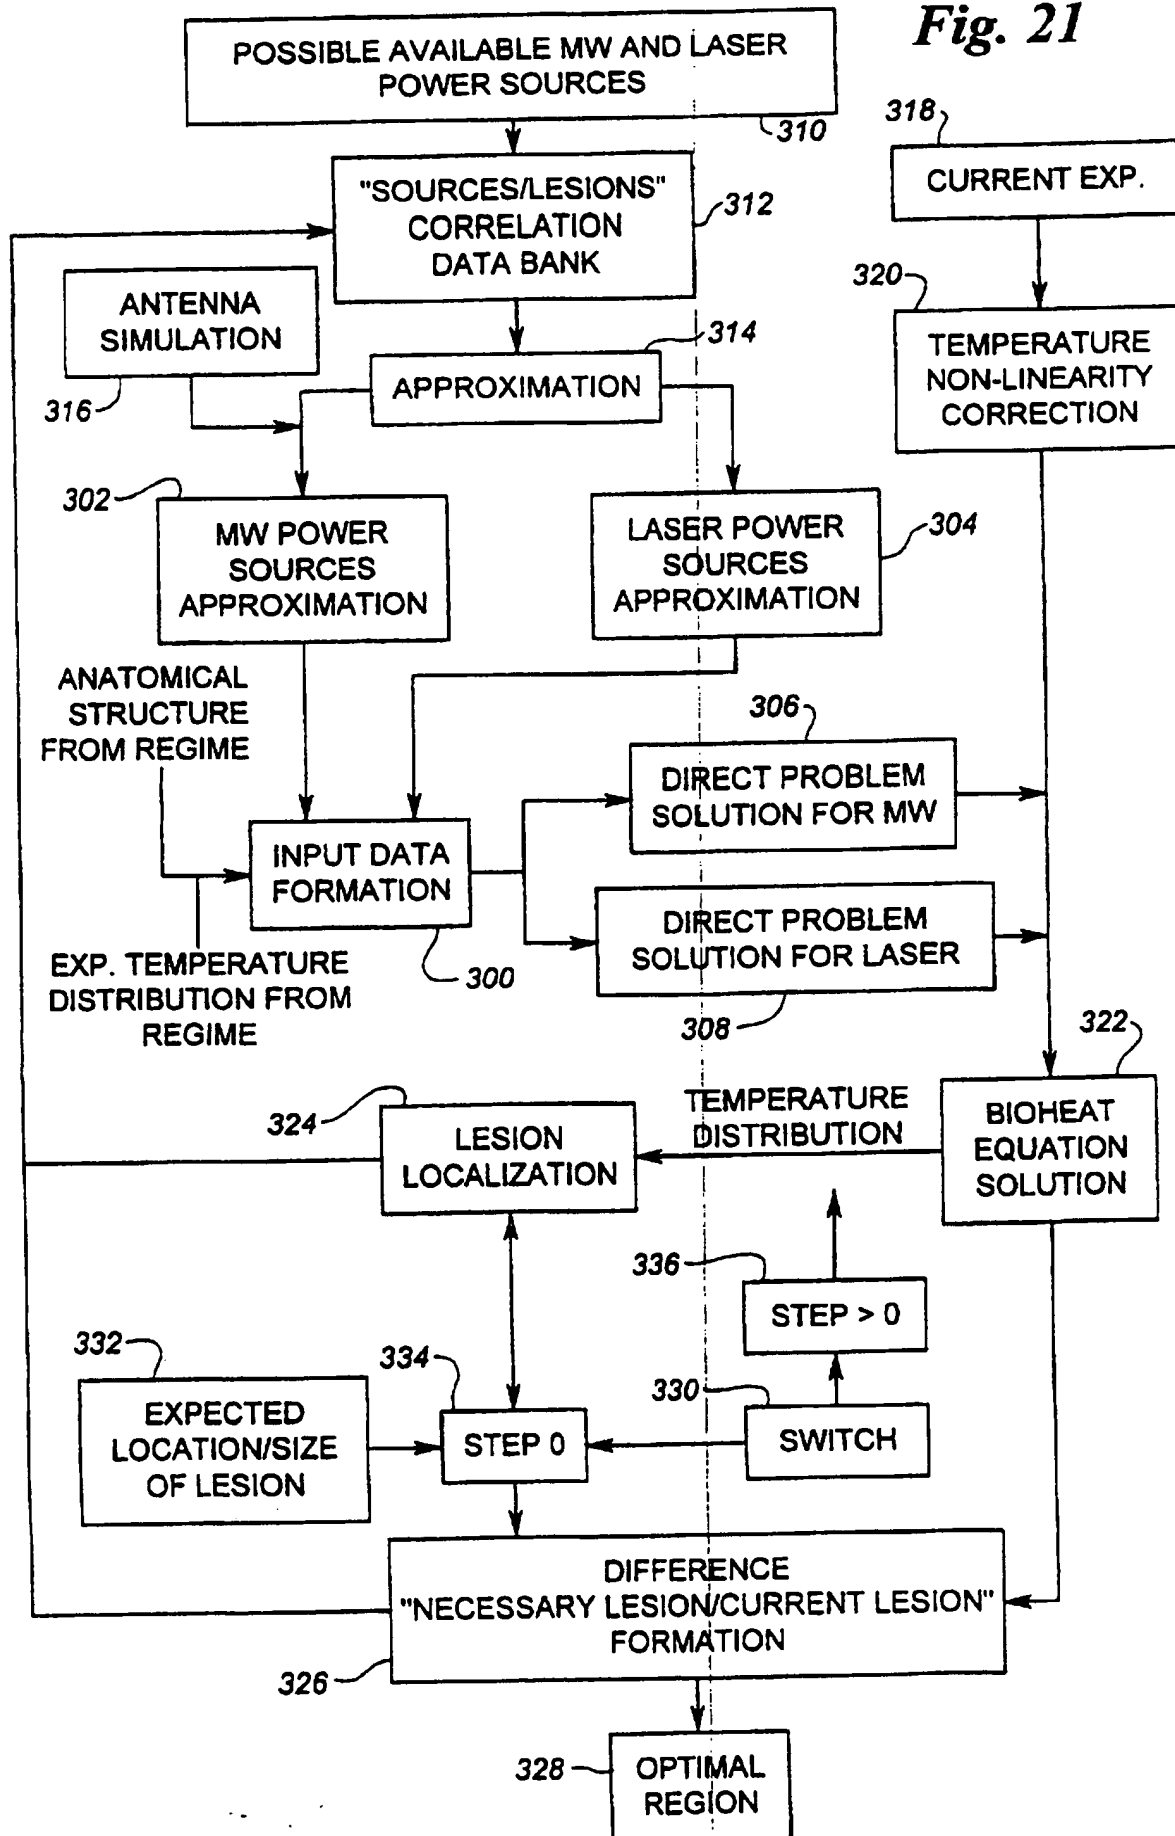 Fig. 21
POSSIBLE AVAILABLE MW AND LASER
POWER SOURCES
310
318
CURRENT EXP.
"SOURCES/LESIONS"
CORRELATION
DATA BANK
312
320
ANTENNA
SIMULATION
316
314
APPROXIMATION
TEMPERATURE
NON-LINEARITY
CORRECTION
302
MW POWER
SOURCES
APPROXIMATION
LASER POWER
SOURCES
APPROXIMATION
304
ANATOMICAL
STRUCTURE
FROM REGIME
306
DIRECT PROBLEM
SOLUTION FOR MW
INPUT DATA
FORMATION
300
DIRECT PROBLEM
SOLUTION FOR LASER
308
EXP. TEMPERATURE
DISTRIBUTION FROM
REGIME
322
324
LESION
LOCALIZATION
TEMPERATURE
DISTRIBUTION
BIOHEAT
EQUATION
SOLUTION
336
STEP > 0
332
334
330
EXPECTED
LOCATION/SIZE
OF LESION
STEP 0
SWITCH
DIFFERENCE
"NECESSARY LESION/CURRENT LESION"
FORMATION
326
328
OPTIMAL
REGION